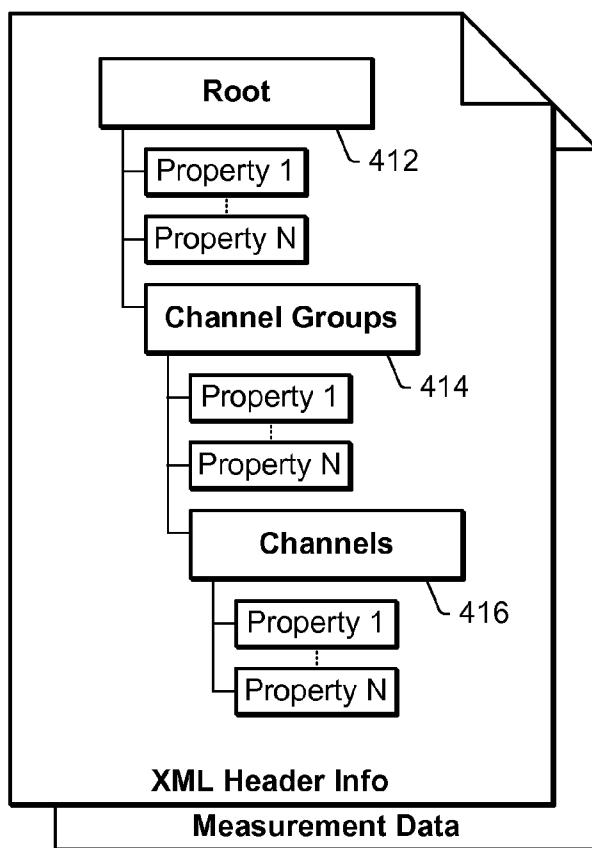 Root
412
Property 1
Property N
Channel Groups
414
Property 1
Property N
Channels
416
Property 1
Property N
XML Header Info
Measurement Data